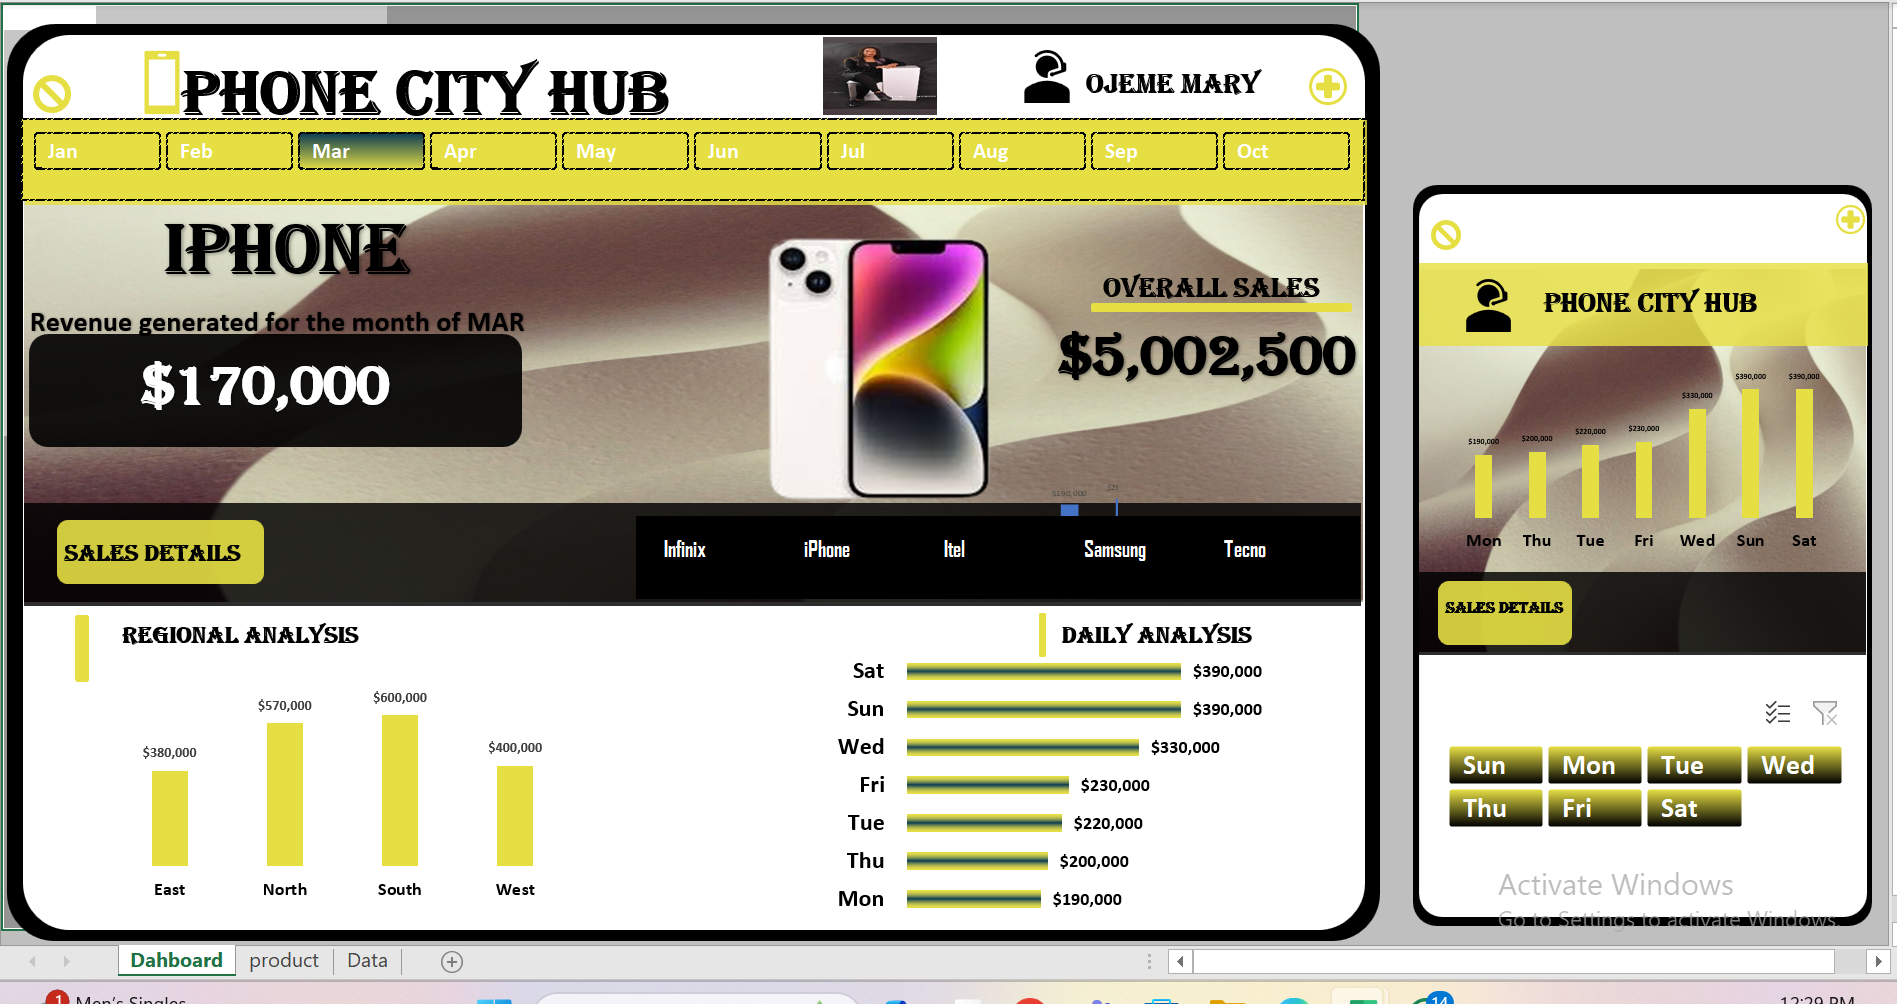 PHONE CITY HUB
OJEME MARY
Jan Feb Mar Apr May Jun Jul Aug Sep Oct
IPHONE
Revenue generated for the month of MAR
$170,000
OVERALL SALES
$5,002,500
$190,000
SALES DETAILS
Infinix iPhone Itel Samsung Tecno
REGIONAL ANALYSIS
$380,000 $570,000 $600,000 $400,000
East North South West
DAILY ANALYSIS
Sat $390,000
Sun $390,000
Wed $330,000
Fri $230,000
Tue $220,000
Thu $200,000
Mon $190,000
PHONE CITY HUB
$190,000 $200,000 $220,000 $230,000 $330,000 $390,000 $390,000
Mon Thu Tue Fri Wed Sun Sat
SALES DETAILS
Sun Mon Tue Wed
Thu Fri Sat
Activate Windows
Go to Settings to activate Windows.
Dahboard product Data
1 Men's Singles
14
12:29 PM